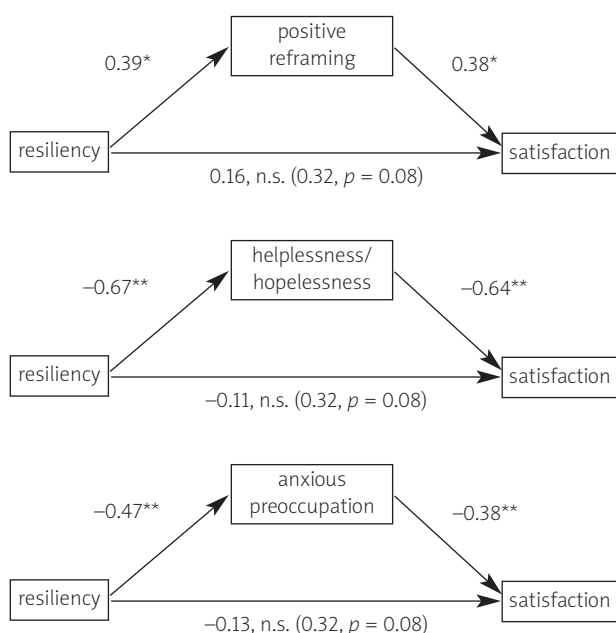 positive
reframing
0.39*
0.38*
resiliency
satisfaction
0.16, n.s. (0.32, p = 0.08)
helplessness/
hopelessness
–0.67**
–0.64**
resiliency
satisfaction
–0.11, n.s. (0.32, p = 0.08)
anxious
preoccupation
–0.47**
–0.38**
resiliency
satisfaction
–0.13, n.s. (0.32, p = 0.08)